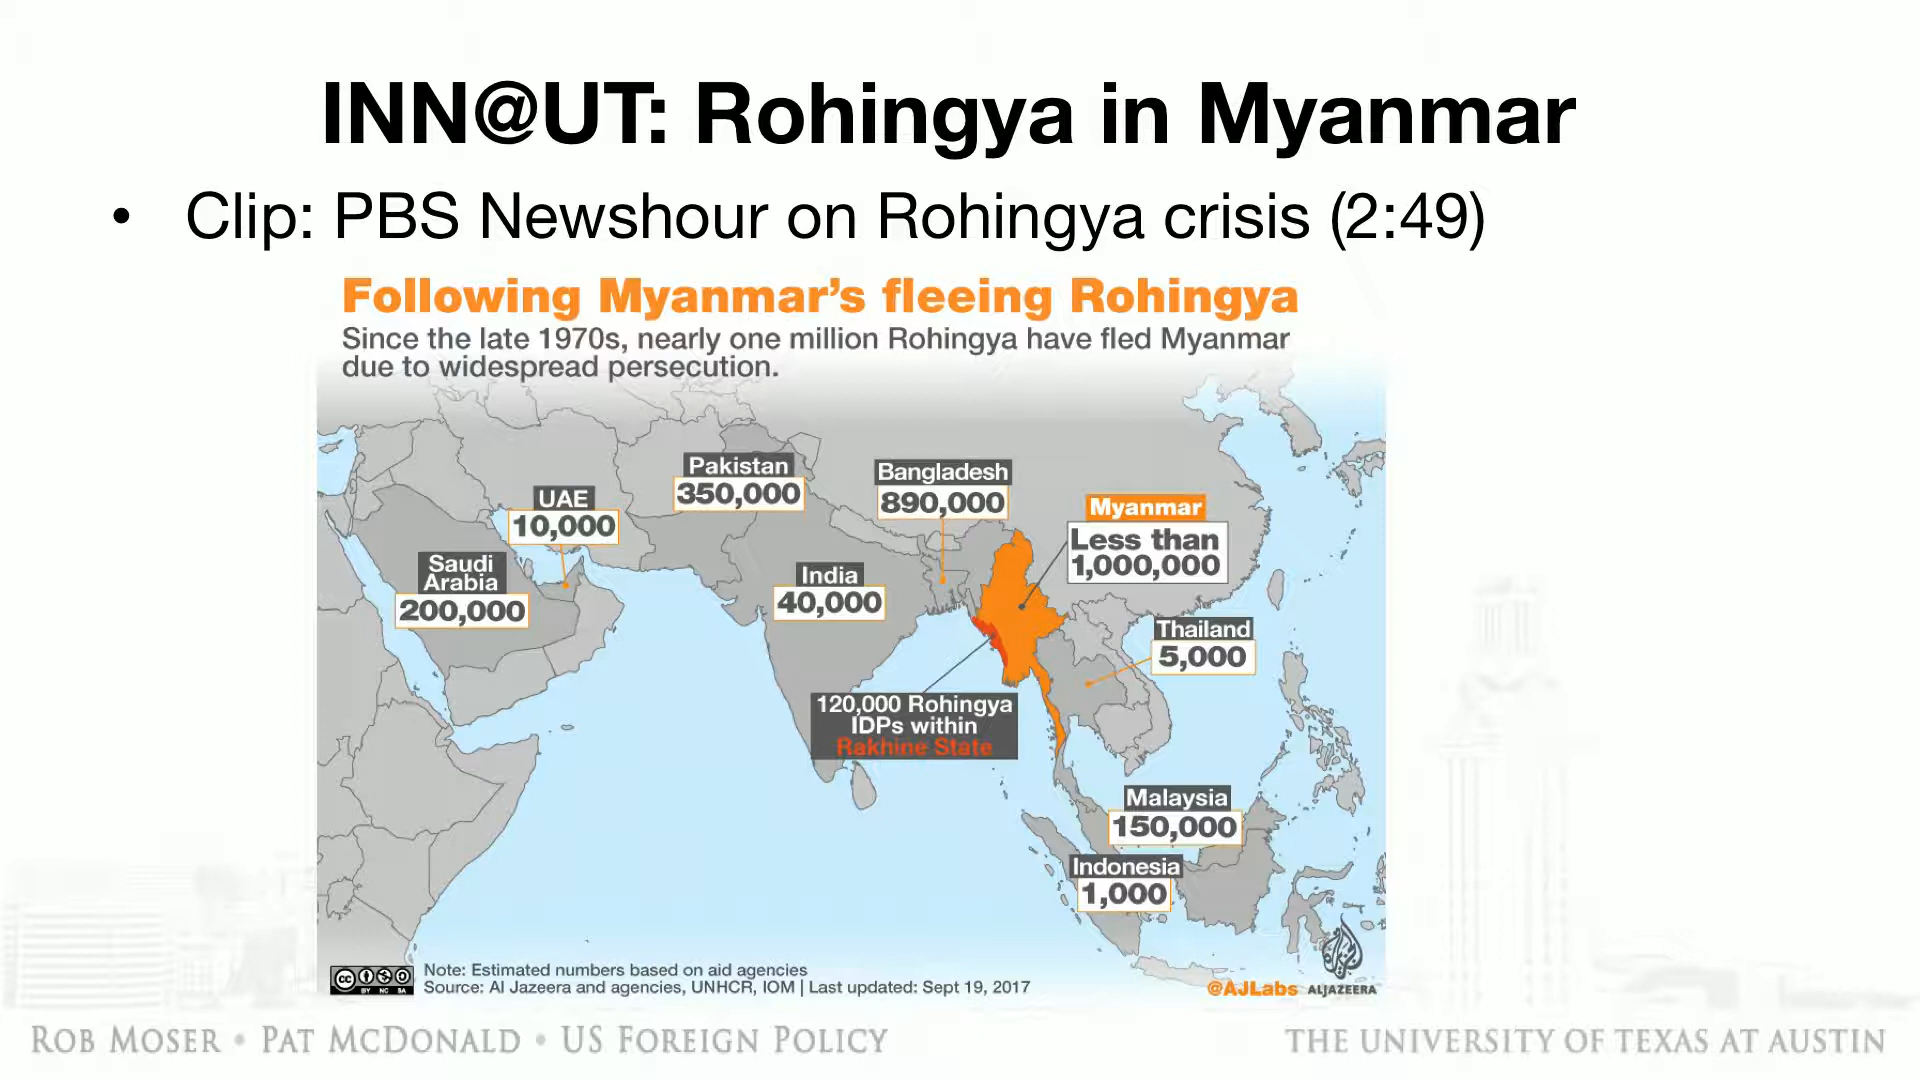 INN@UT: Rohingya in Myanmar
• Clip: PBS Newshour on Rohingya crisis (2:49)
Following Myanmar's fleeing Rohingya
Since the late 1970s, nearly one million Rohingya have fled Myanmar
due to widespread persecution.
Pakistan
350,000
Bangladesh
890,000
UAE
10,000
Myanmar
Less than
1,000,000
Saudi
Arabia
200,000
India
40,000
Thailand
5,000
120,000 Rohingya
IDPs within
Rakhine State
Malaysia
150,000
Indonesia
1,000
cc BY NC SA
Note: Estimated numbers based on aid agencies
Source: Al Jazeera and agencies, UNHCR, IOM | Last updated: Sept 19, 2017
@AJLabs ALJAZEERA
ROB MOSER • PAT MCDONALD • US FOREIGN POLICY
THE UNIVERSITY OF TEXAS AT AUSTIN